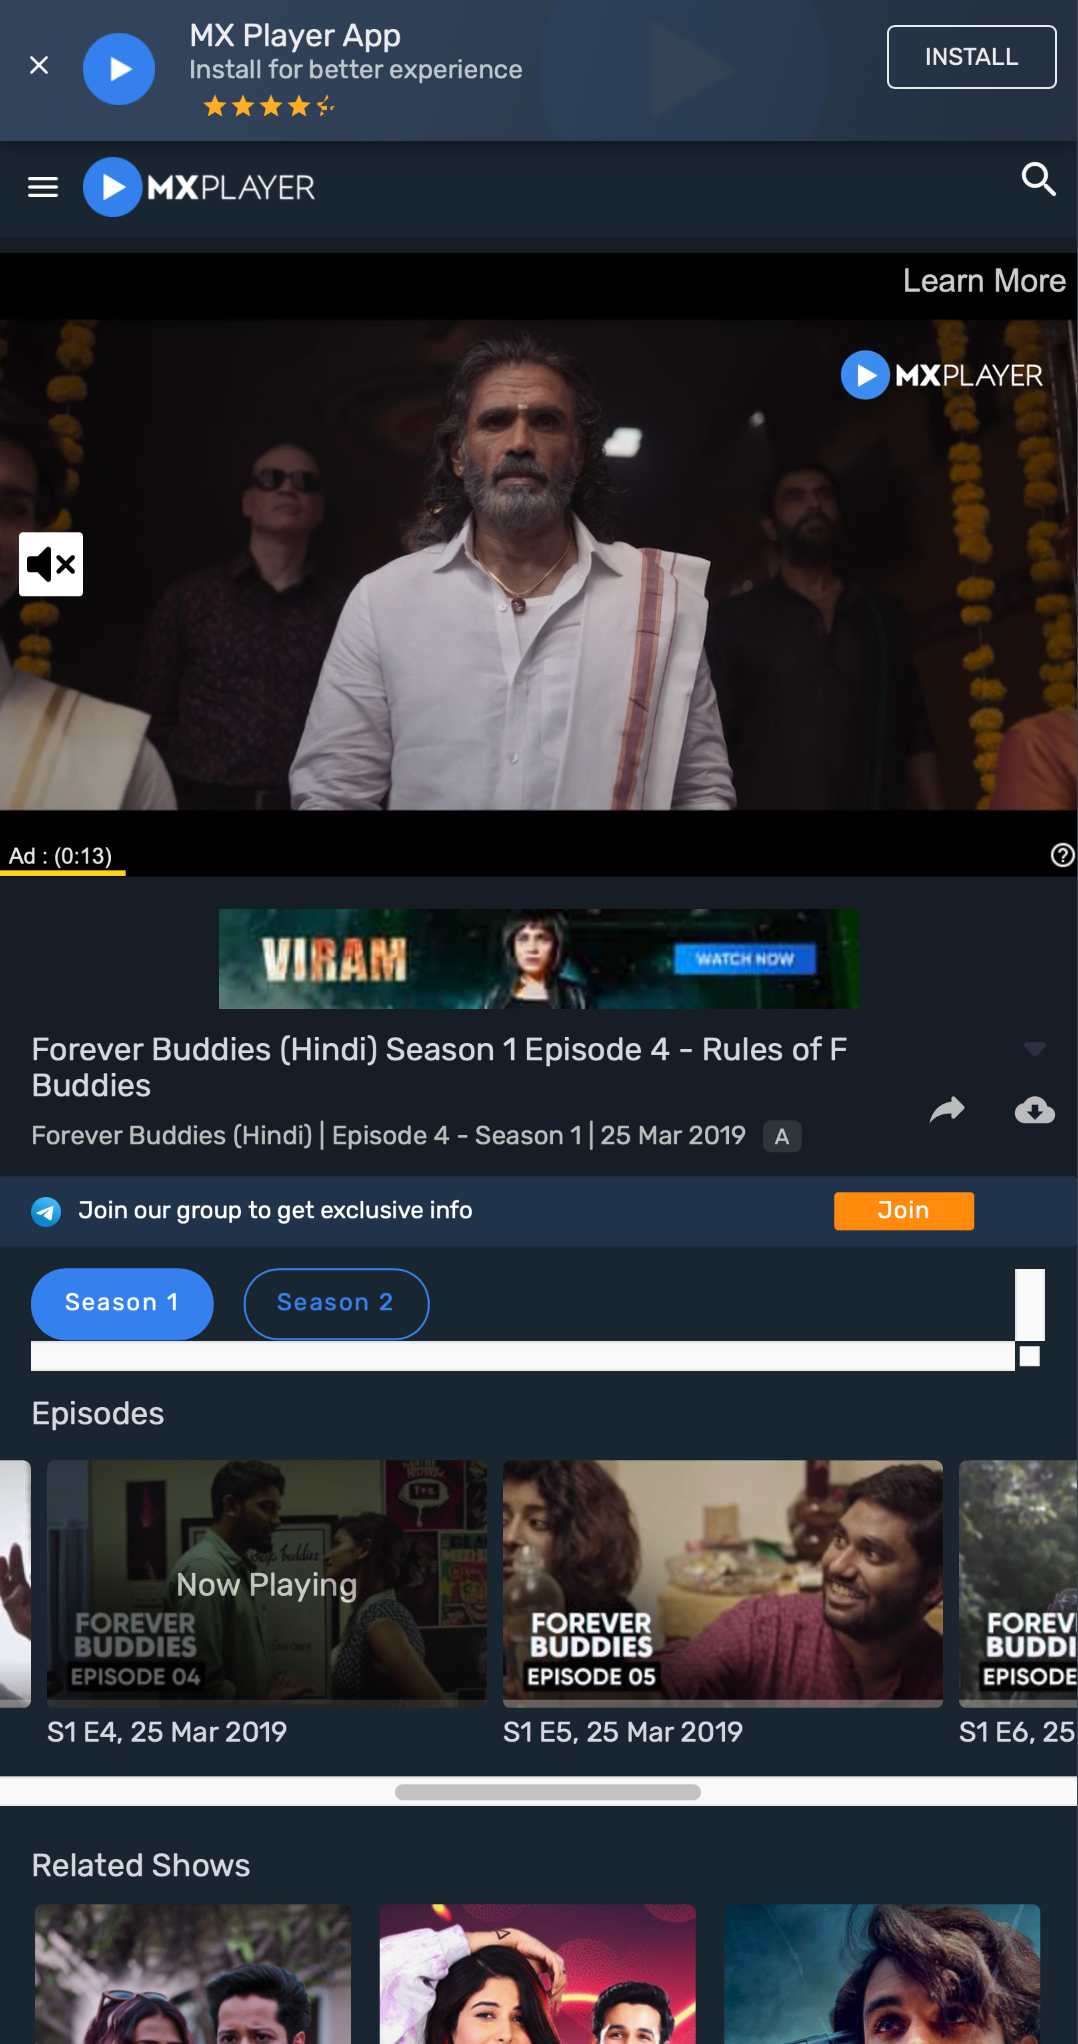 MX Player App
Install for better experience
INSTALL
MXPLAYER
Learn More
MXPLAYER
Ad : (0:13)
VIRAM
WATCH NOW
Forever Buddies (Hindi) Season 1 Episode 4 - Rules of F
Buddies
Forever Buddies (Hindi) | Episode 4 - Season 1 | 25 Mar 2019 A
Join our group to get exclusive info
Join
Season 1
Season 2
Episodes
Now Playing
FOREVER
BUDDIES
EPISODE 04
S1 E4, 25 Mar 2019
FOREVER
BUDDIES
EPISODE 05
S1 E5, 25 Mar 2019
FOREV
BUDDI
EPISODE
S1 E6, 25
Related Shows